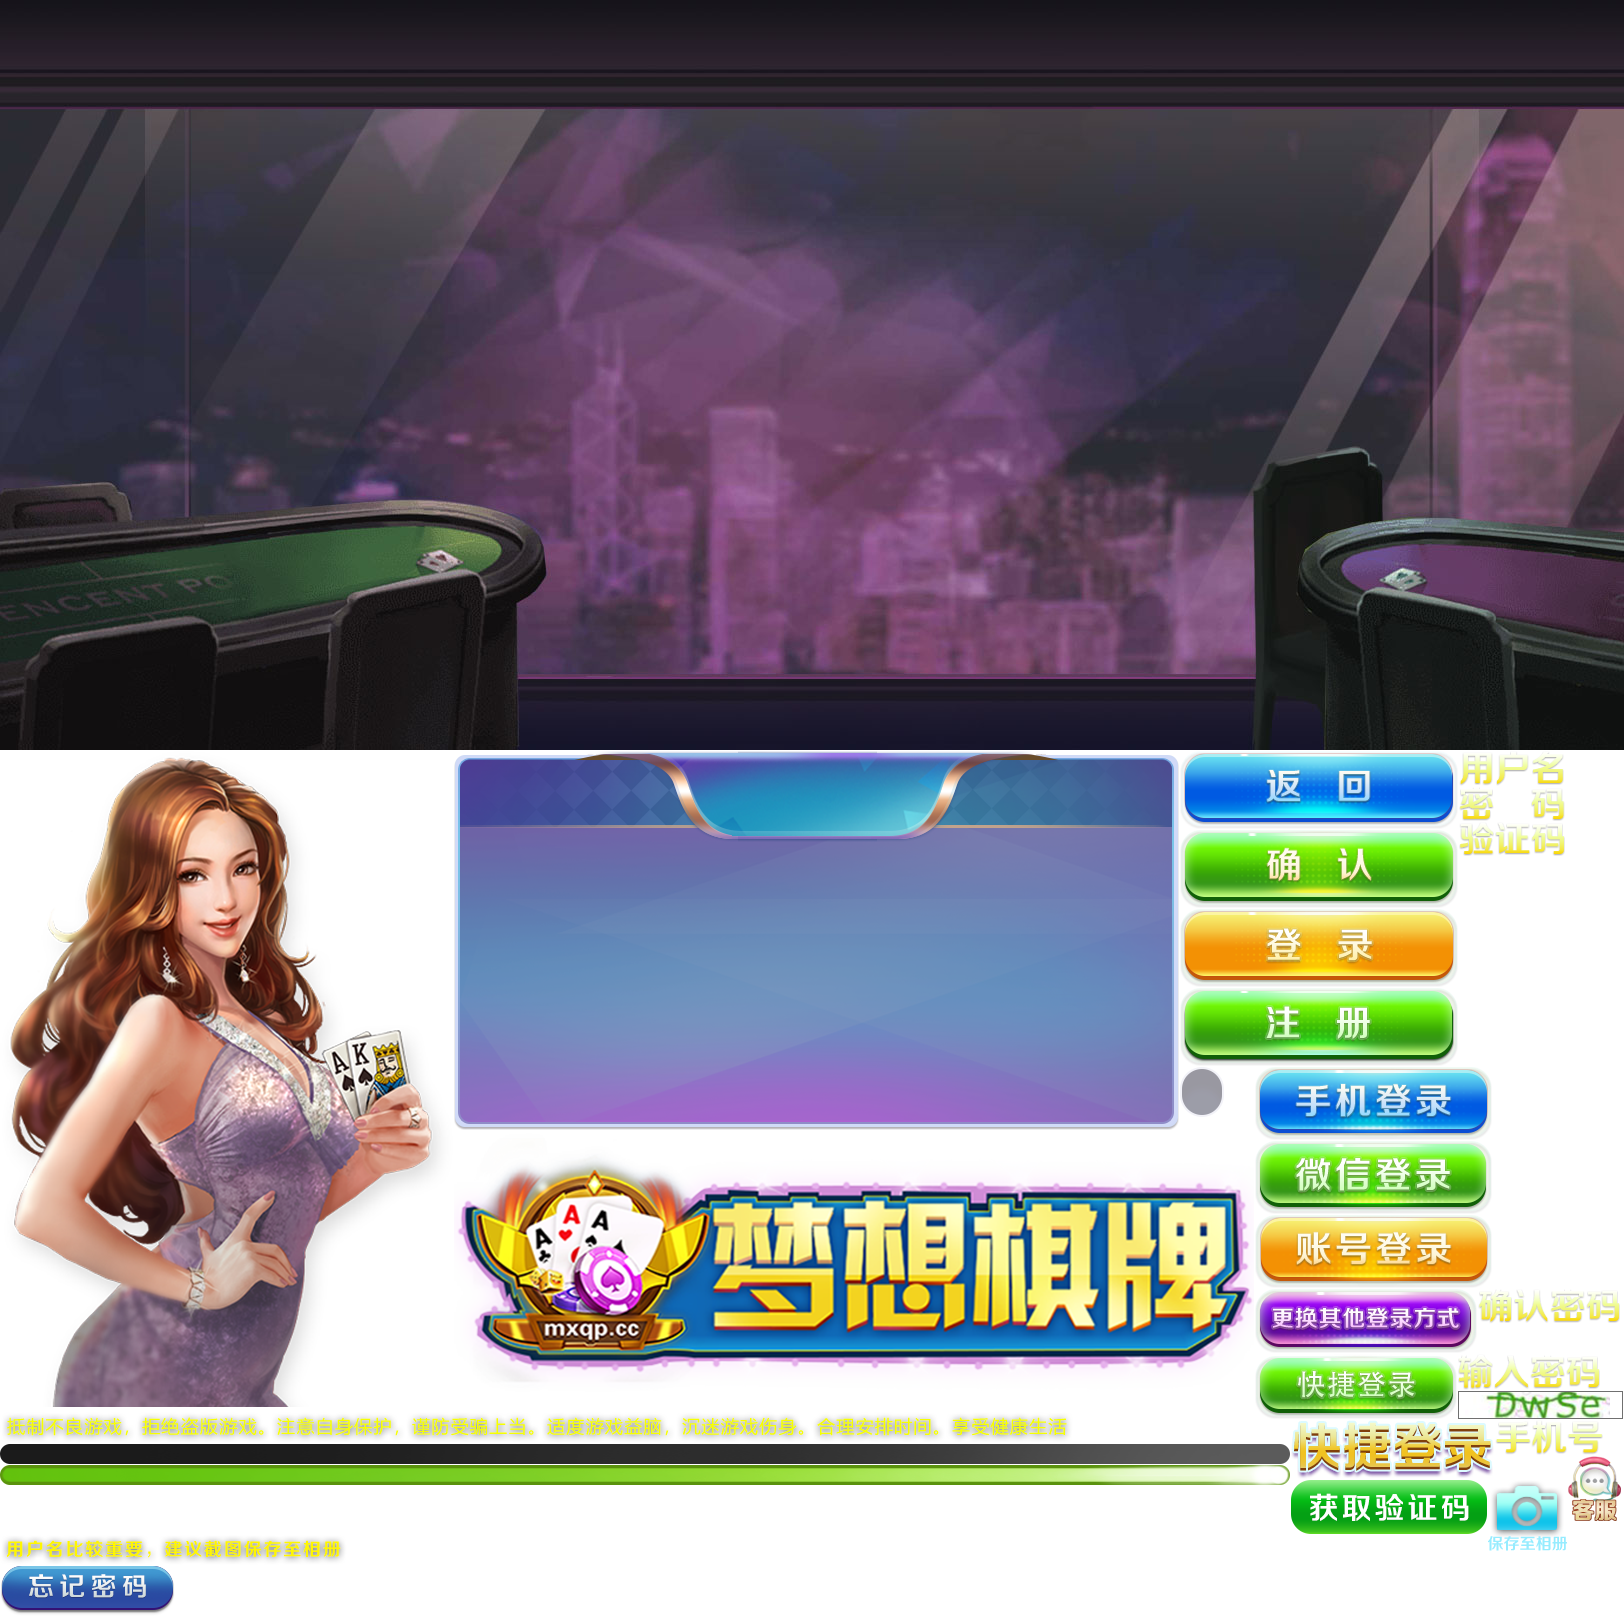 ENCENT PO
返 回
用户名
密 码
验证码
确 认
登 录
注 册
A K
手机登录
微信登录
账号登录
A A A
梦想棋牌
mxqp.cc
更换其他登录方式
确认密码
快捷登录
输入密码
DwSe
抵制不良游戏，拒绝盗版游戏。注意自身保护，谨防受骗上当。适度游戏益脑，沉迷游戏伤身。合理安排时间，享受健康生活
快捷登录
手机号
获取验证码
客服
保存至相册
用户名比较重要，建议截图保存至相册
忘记密码